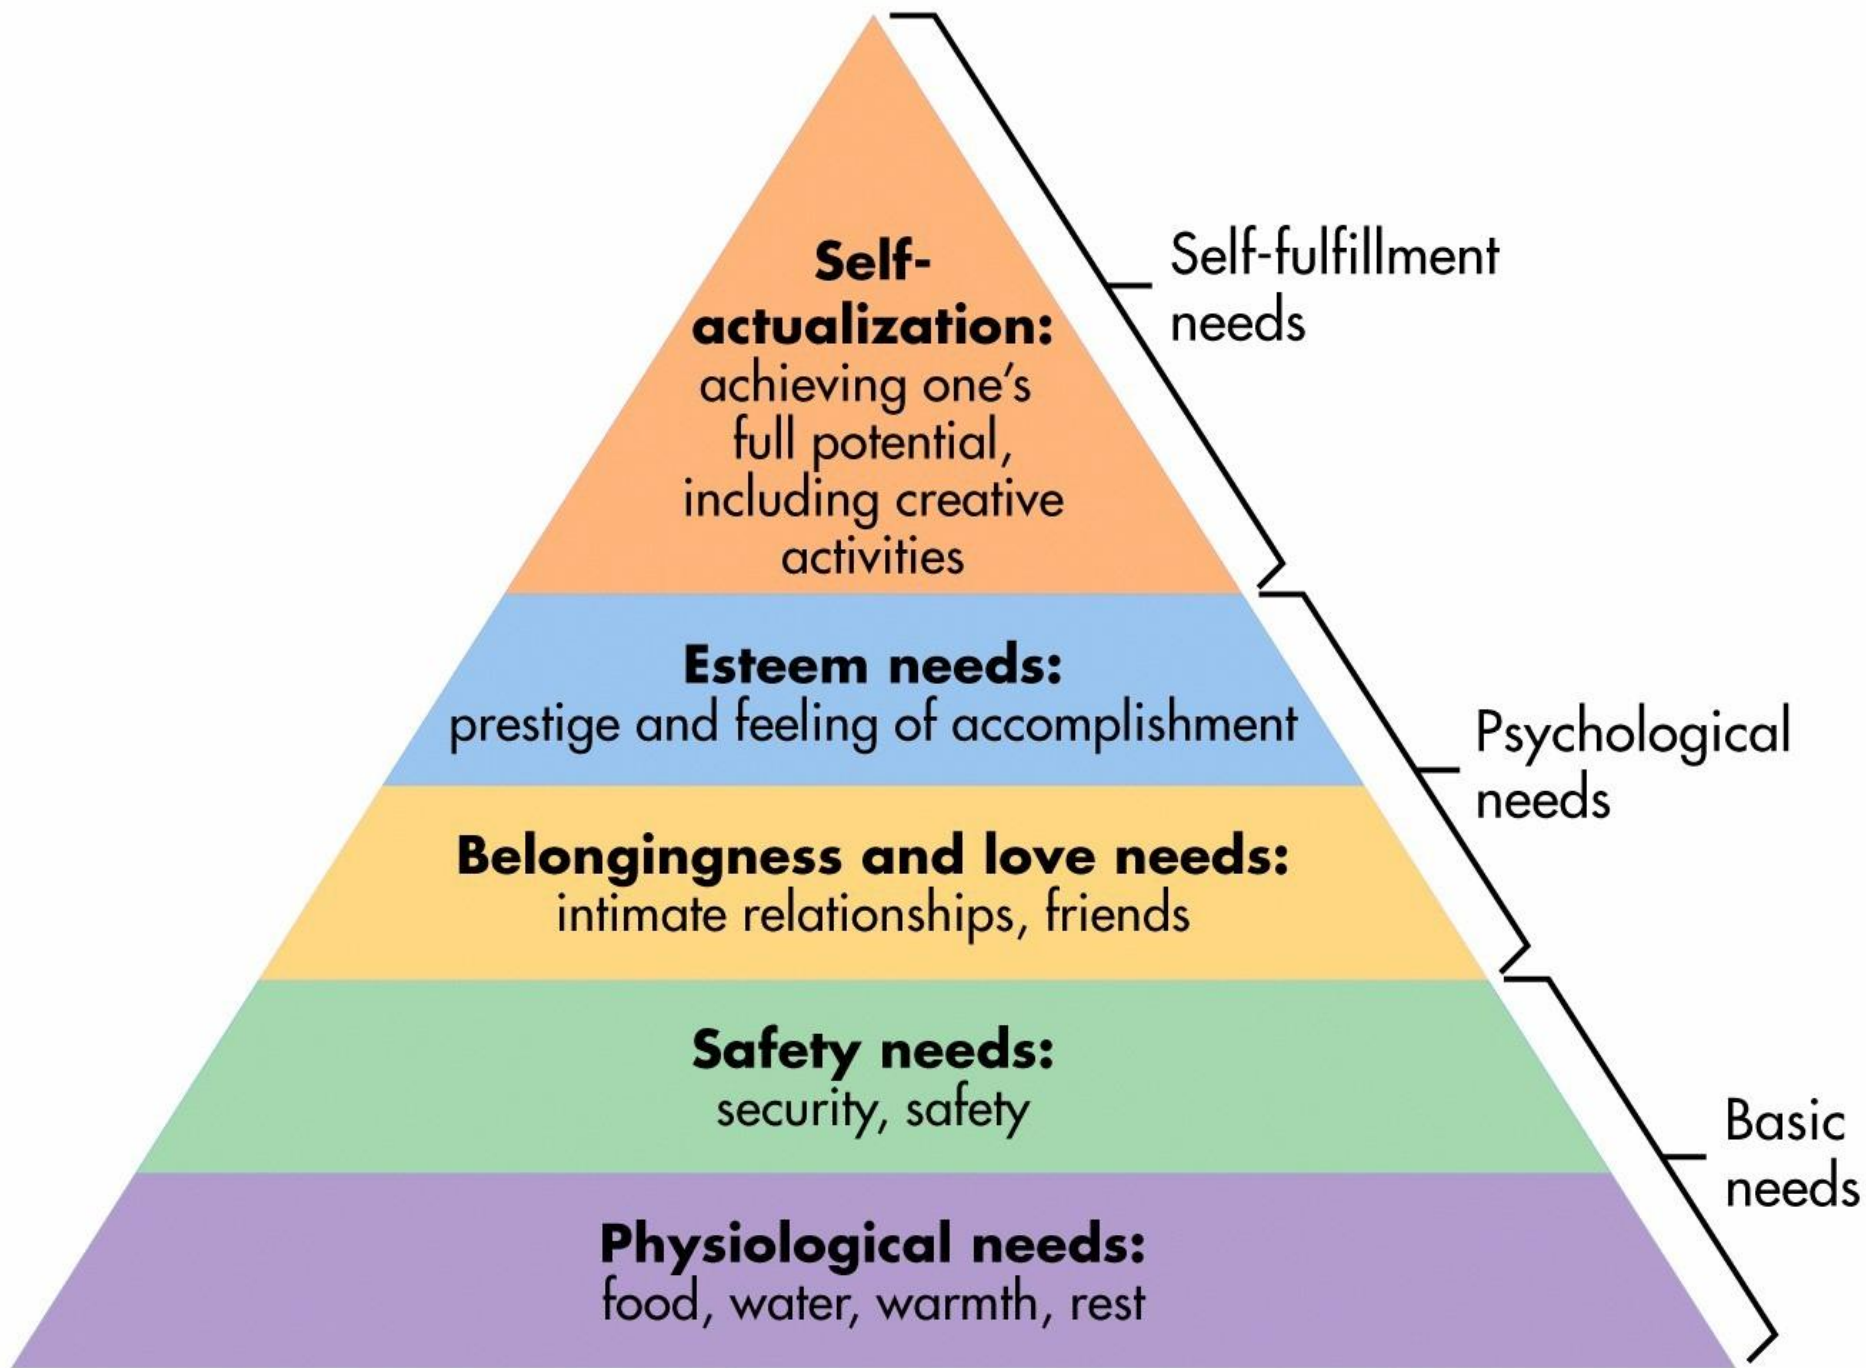 Self-
actualization:
achieving one’s
full potential,
including creative
activities
Self-fulfillment
needs
Esteem needs:
prestige and feeling of accomplishment
Psychological
needs
Belongingness and love needs:
intimate relationships, friends
Safety needs:
security, safety
Basic
needs
Physiological needs:
food, water, warmth, rest